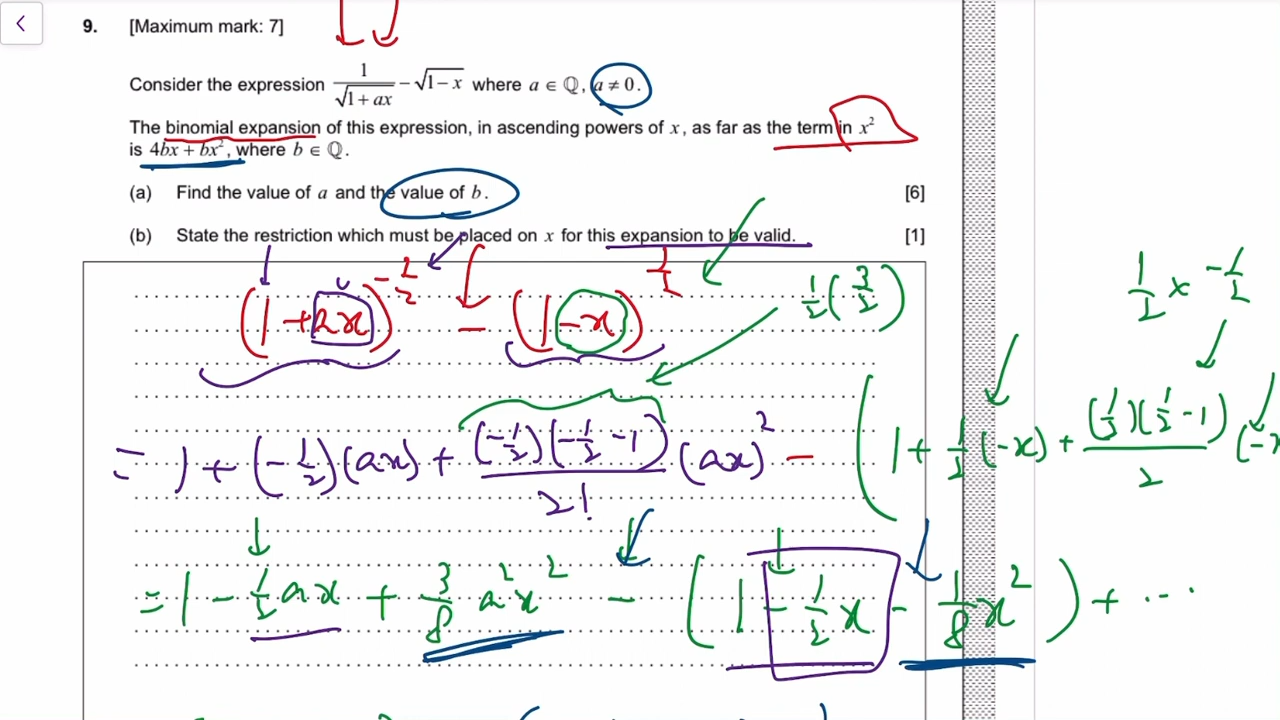 9. [Maximum mark: 7]
Consider the expression 1/√(1+ax) − √(1−x) where a ∈ ℚ, a ≠ 0.
The binomial expansion of this expression, in ascending powers of x, as far as the term in x²
is 4bx + bx², where b ∈ ℚ.
(a) Find the value of a and the value of b. [6]
(b) State the restriction which must be placed on x for this expansion to be valid. [1]
(1 + ax)^(-1/2) − (1 − x)^(1/2)
1/2 (3/2)
1/2 × -1/2
= 1 + (-1/2)(ax) + (-1/2)(-1/2 -1)/2! (ax)² − (1 + 1/2(-x) + (1/2)(1/2 -1)/2 (-x
= 1 − 1/2 ax + 3/8 a²x² − (1 − 1/2 x − 1/8 x²) + ...